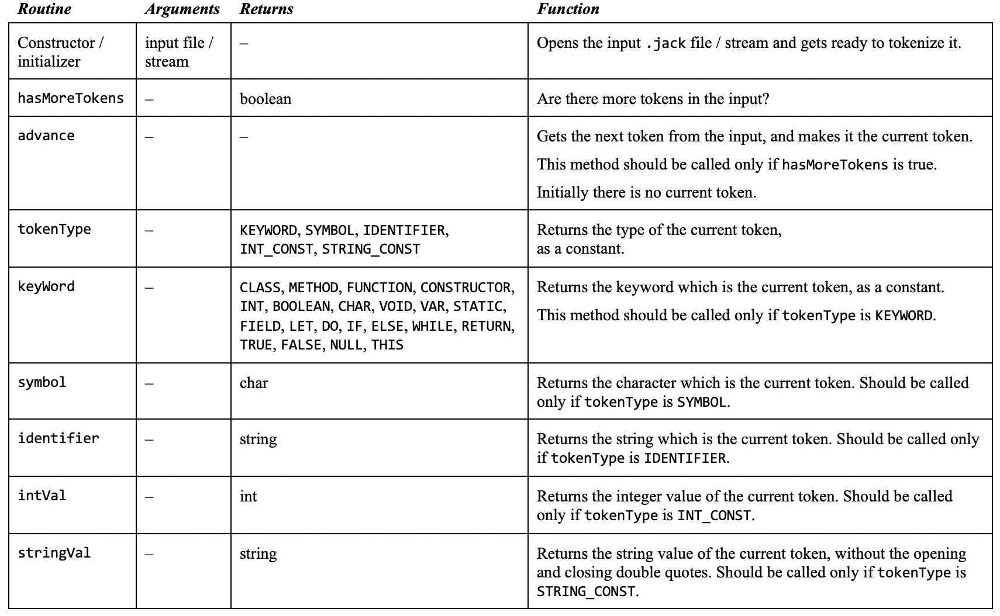 Routine Arguments Returns Function
Constructor / input file / – Opens the input .jack file / stream and gets ready to tokenize it.
initializer stream
hasMoreTokens – boolean Are there more tokens in the input?
advance – – Gets the next token from the input, and makes it the current token.
This method should be called only if hasMoreTokens is true.
Initially there is no current token.
tokenType – KEYWORD, SYMBOL, IDENTIFIER, Returns the type of the current token,
INT_CONST, STRING_CONST as a constant.
keyWord – CLASS, METHOD, FUNCTION, CONSTRUCTOR, Returns the keyword which is the current token, as a constant.
INT, BOOLEAN, CHAR, VOID, VAR, STATIC, This method should be called only if tokenType is KEYWORD.
FIELD, LET, DO, IF, ELSE, WHILE, RETURN,
TRUE, FALSE, NULL, THIS
symbol – char Returns the character which is the current token. Should be called
only if tokenType is SYMBOL.
identifier – string Returns the string which is the current token. Should be called only
if tokenType is IDENTIFIER.
intVal – int Returns the integer value of the current token. Should be called
only if tokenType is INT_CONST.
stringVal – string Returns the string value of the current token, without the opening
and closing double quotes. Should be called only if tokenType is
STRING_CONST.